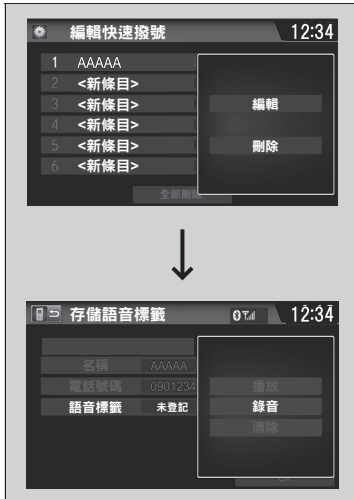 編輯快速撥號 12:34
1 AAAAA
2 <新條目>
3 <新條目>
4 <新條目>
5 <新條目>
6 <新條目>
編輯
刪除
全部刪除
存儲語音標籤 12:34
名稱 AAAAA
電話號碼 0901234
語音標籤 未登記
播放
錄音
清除
OK